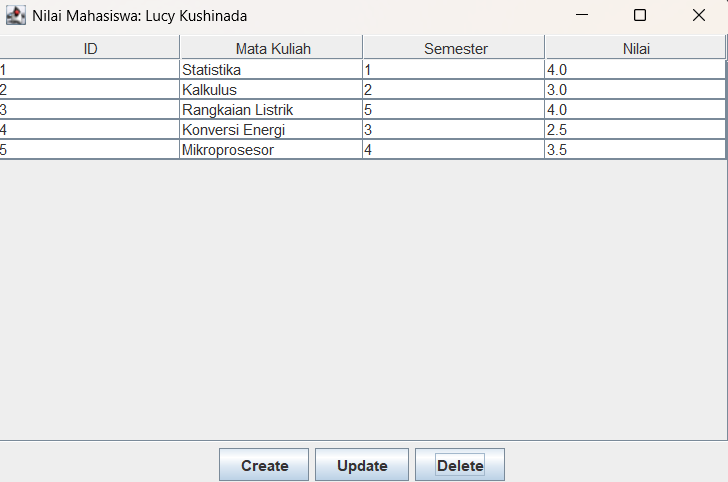 Nilai Mahasiswa: Lucy Kushinada
ID Mata Kuliah Semester Nilai
1 Statistika 1 4.0
2 Kalkulus 2 3.0
3 Rangkaian Listrik 5 4.0
4 Konversi Energi 3 2.5
5 Mikroprosesor 4 3.5
Create Update Delete